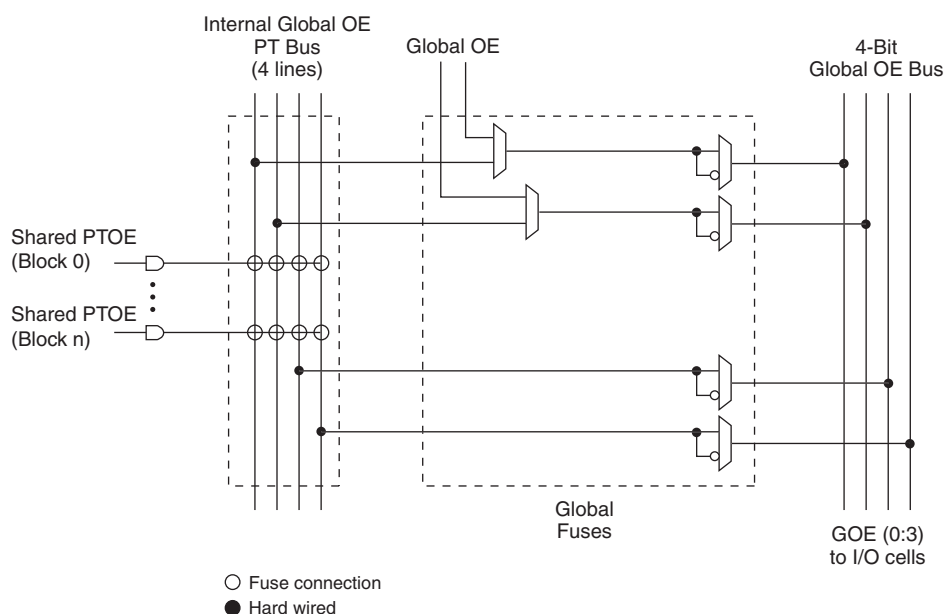 Internal Global OE
PT Bus
(4 lines)
Global OE
4-Bit
Global OE Bus
Shared PTOE
(Block 0)
Shared PTOE
(Block n)
Global
Fuses
GOE (0:3)
to I/O cells
Fuse connection
Hard wired